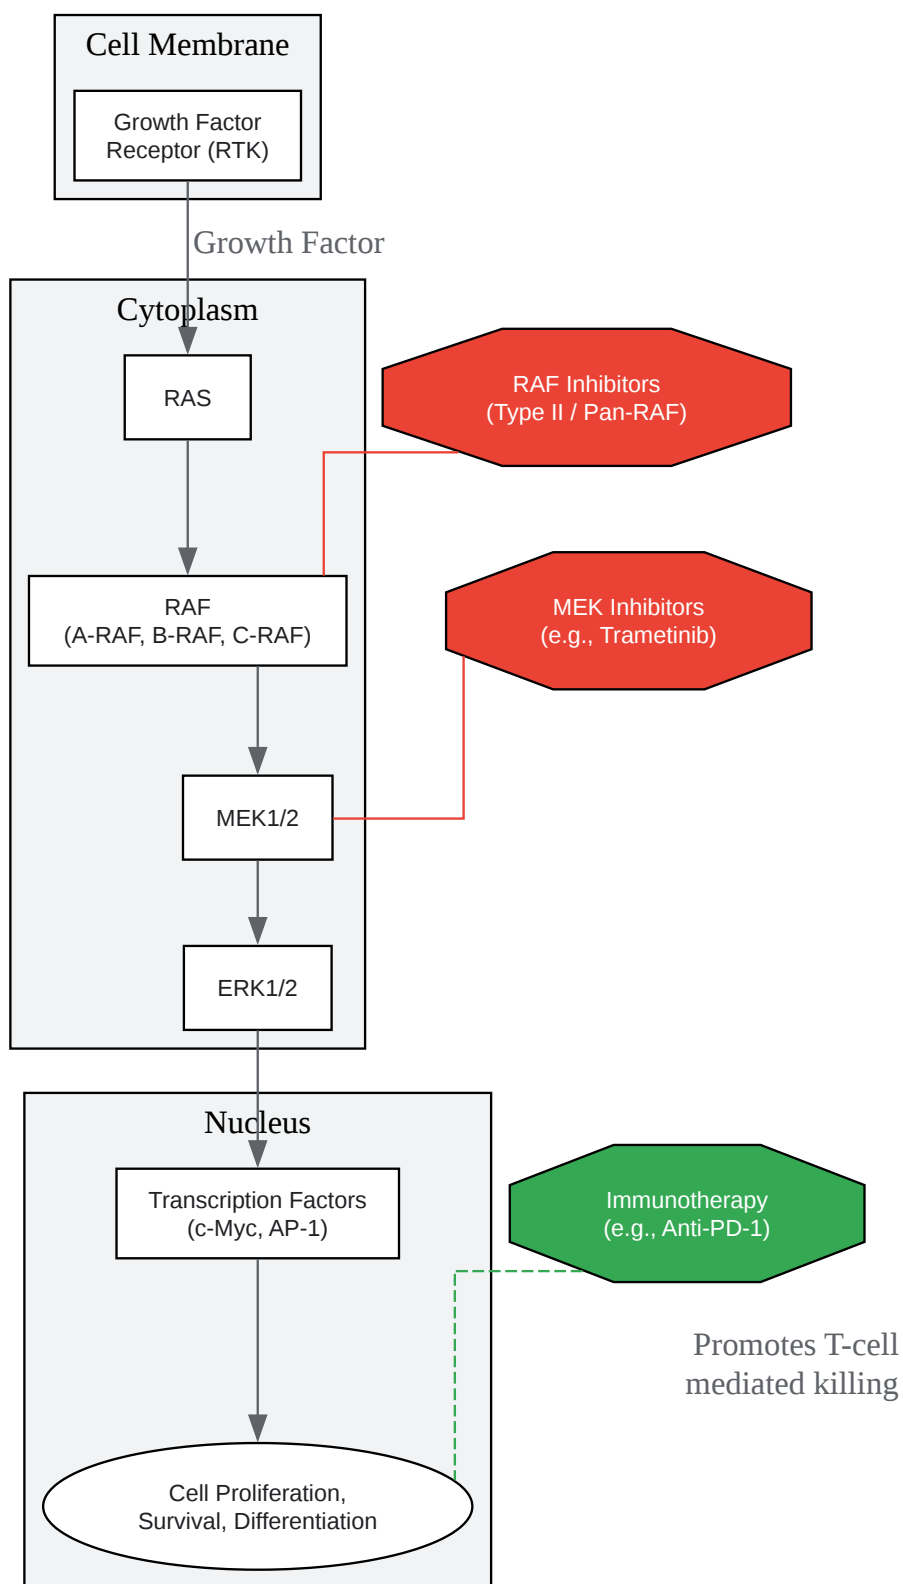 Cell Membrane
Growth Factor
Receptor (RTK)
Growth Factor
Cytoplasm
RAS
RAF Inhibitors
(Type II / Pan-RAF)
RAF
(A-RAF, B-RAF, C-RAF)
MEK Inhibitors
(e.g., Trametinib)
MEK1/2
ERK1/2
Nucleus
Transcription Factors
(c-Myc, AP-1)
Immunotherapy
(e.g., Anti-PD-1)
Promotes T-cell
mediated killing
Cell Proliferation,
Survival, Differentiation